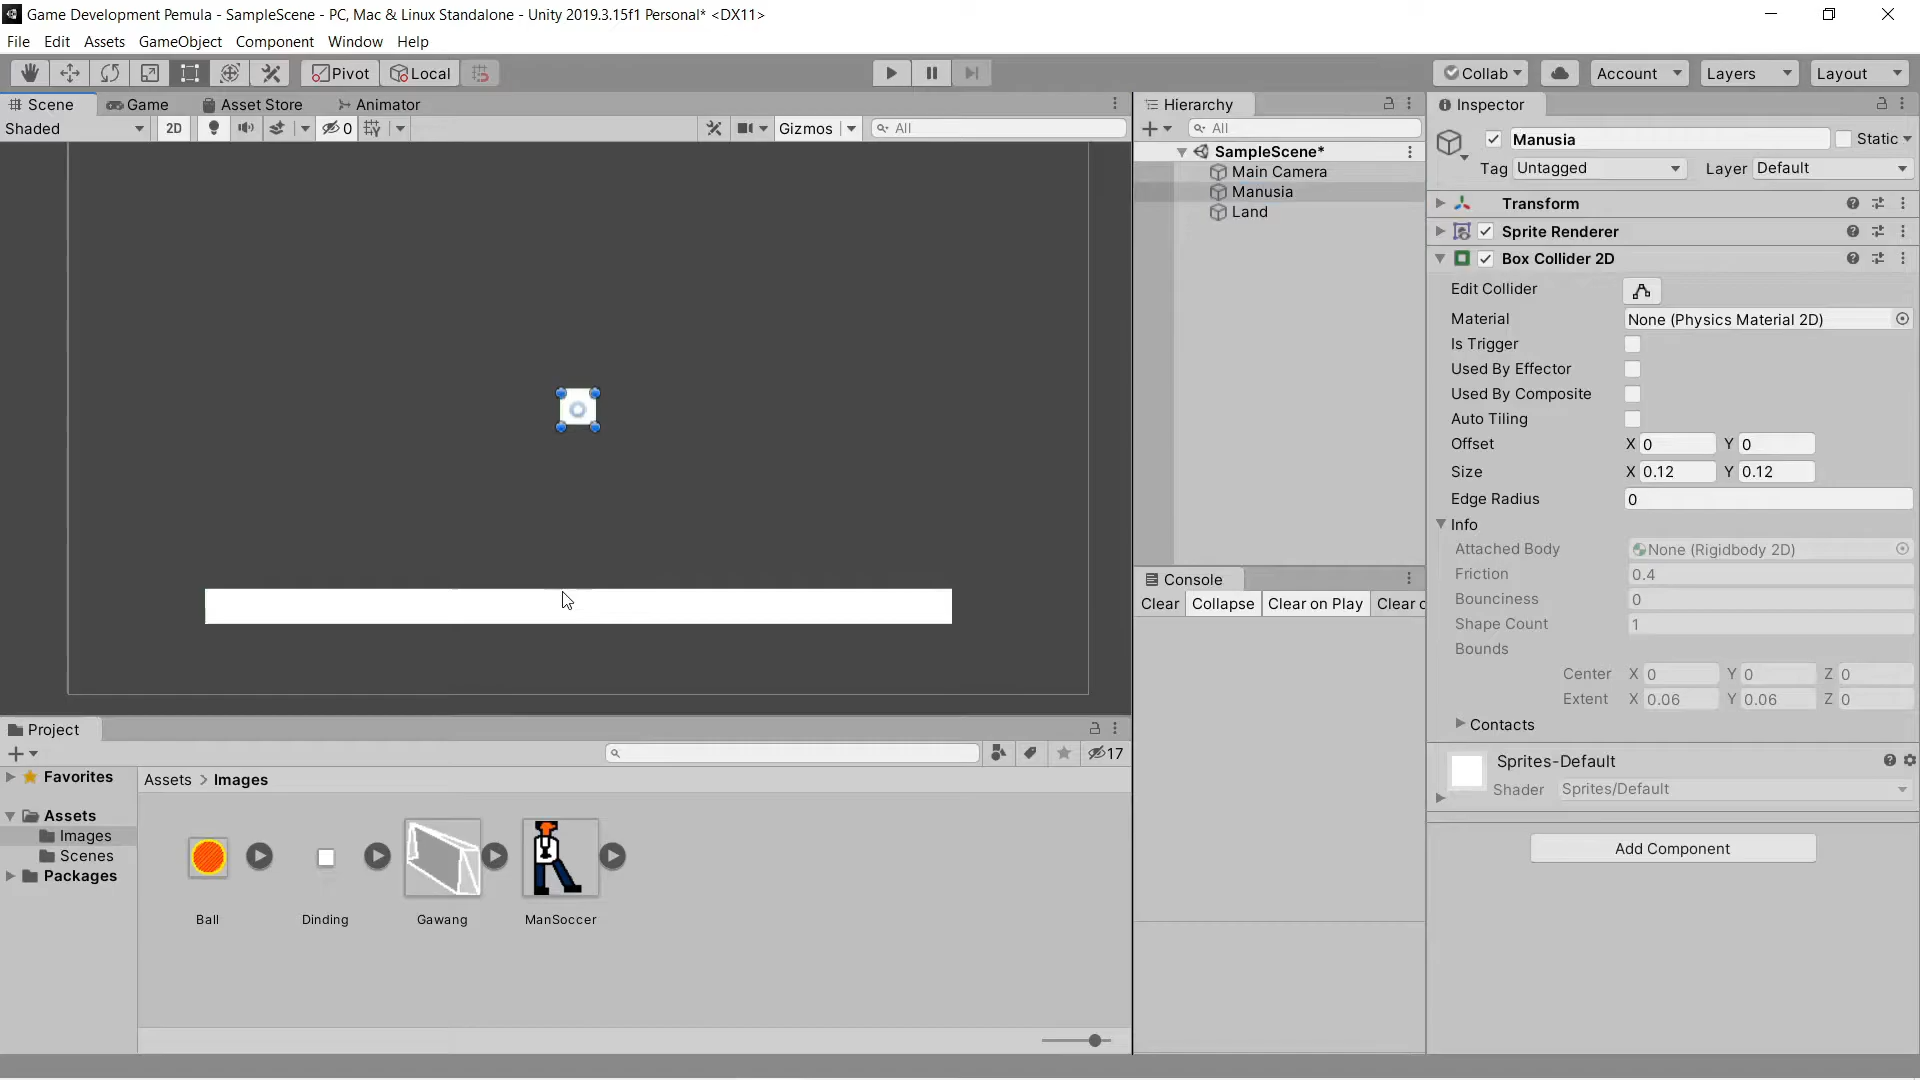 Game Development Pemula - SampleScene - PC, Mac & Linux Standalone - Unity 2019.3.15f1 Personal* <DX11>
File Edit Assets GameObject Component Window Help
Pivot Local Collab Account Layers Layout
Scene Game Asset Store Animator
Shaded 2D 0 Gizmos All
Hierarchy
All
SampleScene*
Main Camera
Manusia
Land
Console
Clear Collapse Clear on Play Clear
Inspector
Manusia Static
Tag Untagged Layer Default
Transform
Sprite Renderer
Box Collider 2D
Edit Collider
Material None (Physics Material 2D)
Is Trigger
Used By Effector
Used By Composite
Auto Tiling
Offset X 0 Y 0
Size X 0.12 Y 0.12
Edge Radius 0
Info
Attached Body None (Rigidbody 2D)
Friction 0.4
Bounciness 0
Shape Count 1
Bounds
Center X 0 Y 0 Z 0
Extent X 0.06 Y 0.06 Z 0
Contacts
Sprites-Default
Shader Sprites/Default
Add Component
Project
17
Favorites
Assets
Images
Scenes
Packages
Assets > Images
Ball Dinding Gawang ManSoccer